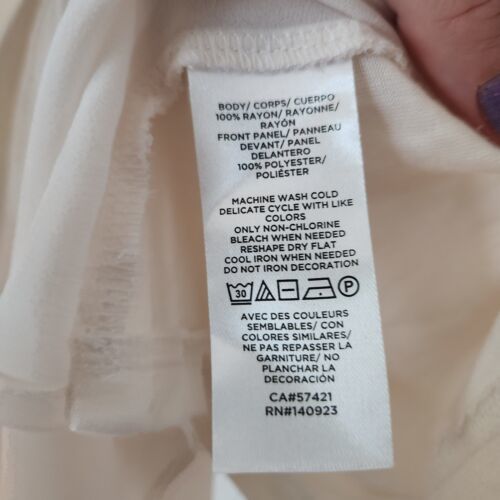 BODY/ CORPS/ CUERPO
100% RAYON/ RAYONNE/
RAYÓN
FRONT PANEL/ PANNEAU
DEVANT/ PANEL
DELANTERO
100% POLYESTER/
POLIÉSTER
MACHINE WASH COLD
DELICATE CYCLE WITH LIKE
COLORS
ONLY NON-CHLORINE
BLEACH WHEN NEEDED
RESHAPE DRY FLAT
COOL IRON WHEN NEEDED
DO NOT IRON DECORATION
30 P
AVEC DES COULEURS
SEMBLABLES/ CON
COLORES SIMILARES/
NE PAS REPASSER LA
GARNITURE/ NO
PLANCHAR LA
DECORACIÓN
CA#57421
RN#140923